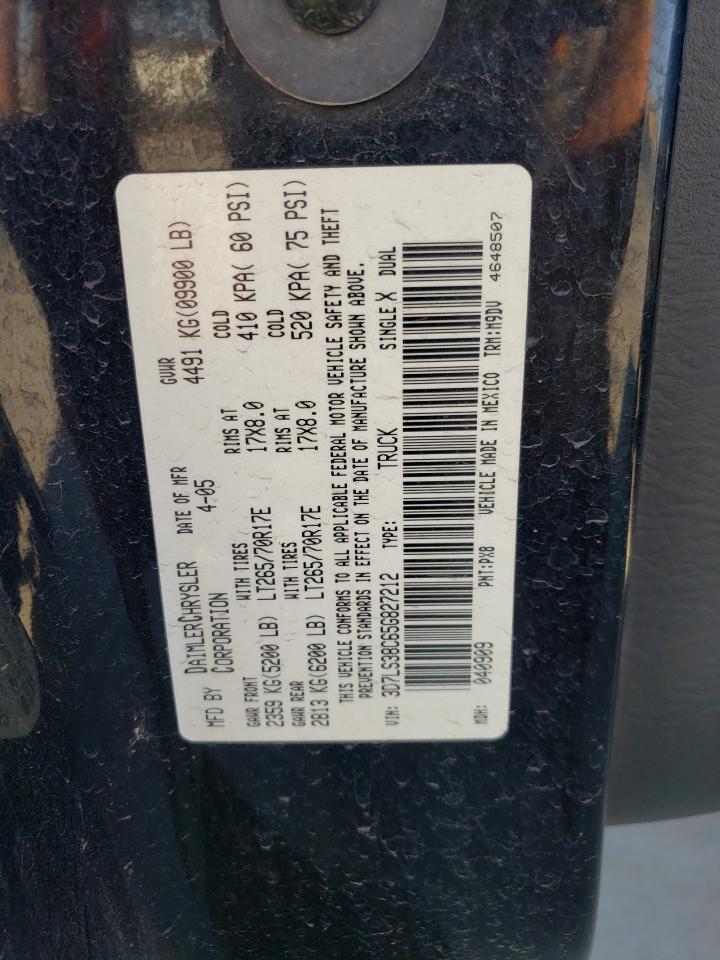 MFD BY DAIMLERCHRYSLER CORPORATION DATE OF MFR 4-05 GVWR 4491 KG(09900 LB)
GAWR FRONT WITH TIRES RIMS AT COLD
2359 KG(5200 LB) LT265/70R17E 17X8.0 410 KPA( 60 PSI)
GAWR REAR WITH TIRES RIMS AT COLD
2813 KG(6200 LB) LT265/70R17E 17X8.0 520 KPA( 75 PSI)
THIS VEHICLE CONFORMS TO ALL APPLICABLE FEDERAL MOTOR VEHICLE SAFETY AND THEFT
PREVENTION STANDARDS IN EFFECT ON THE DATE OF MANUFACTURE SHOWN ABOVE.
VIN: 3D7LS38C65G827212 TYPE: TRUCK SINGLE X DUAL
MDH: 040909 PNT:PX8 VEHICLE MADE IN MEXICO TRM:M9DV 4648507